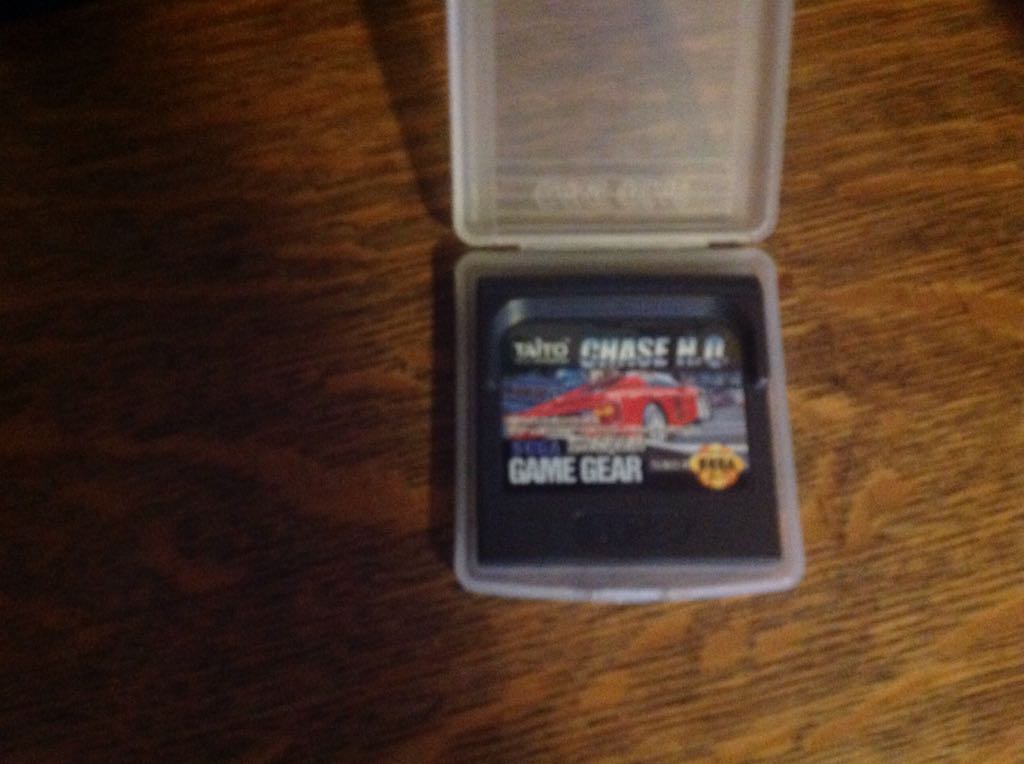 TAITO
CHASE H.Q.
SEGA
GAME GEAR
SEGA